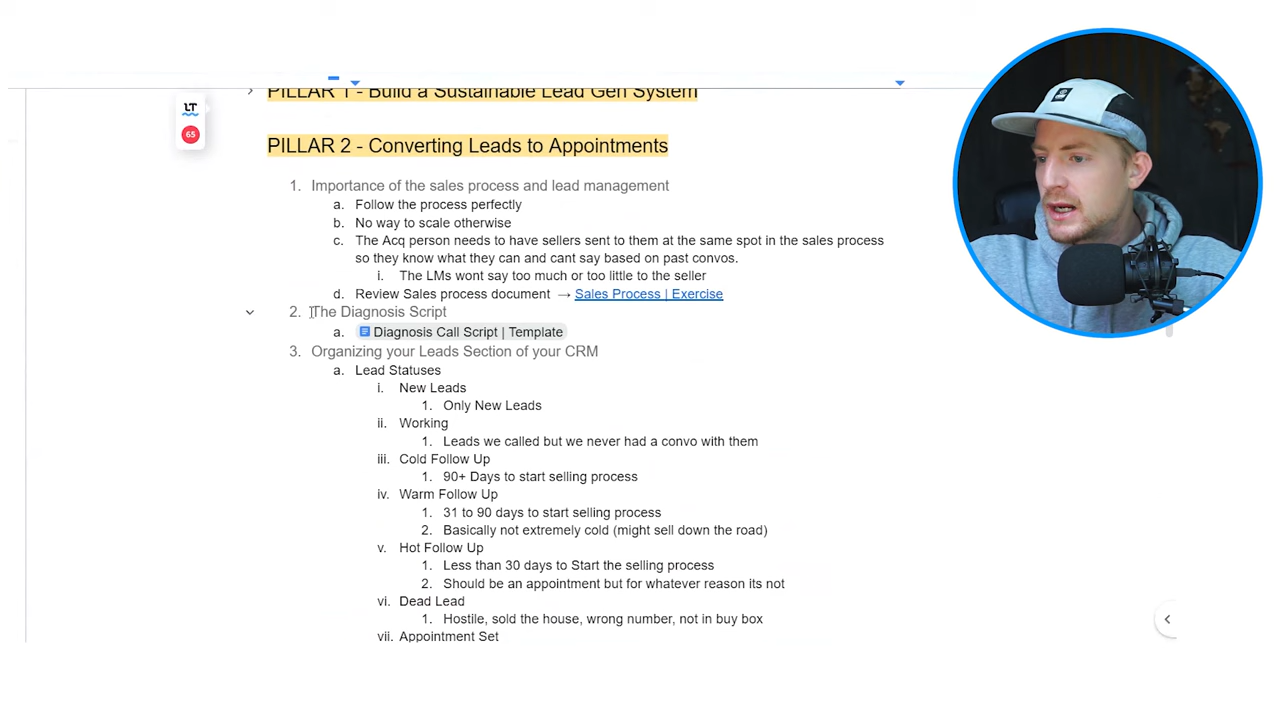 PILLAR 1 - Build a Sustainable Lead Gen System
LT
65
PILLAR 2 - Converting Leads to Appointments
1. Importance of the sales process and lead management
a. Follow the process perfectly
b. No way to scale otherwise
c. The Acq person needs to have sellers sent to them at the same spot in the sales process
so they know what they can and cant say based on past convos.
i. The LMs wont say too much or too little to the seller
d. Review Sales process document → Sales Process | Exercise
2. The Diagnosis Script
a. Diagnosis Call Script | Template
3. Organizing your Leads Section of your CRM
a. Lead Statuses
i. New Leads
1. Only New Leads
ii. Working
1. Leads we called but we never had a convo with them
iii. Cold Follow Up
1. 90+ Days to start selling process
iv. Warm Follow Up
1. 31 to 90 days to start selling process
2. Basically not extremely cold (might sell down the road)
v. Hot Follow Up
1. Less than 30 days to Start the selling process
2. Should be an appointment but for whatever reason its not
vi. Dead Lead
1. Hostile, sold the house, wrong number, not in buy box
vii. Appointment Set